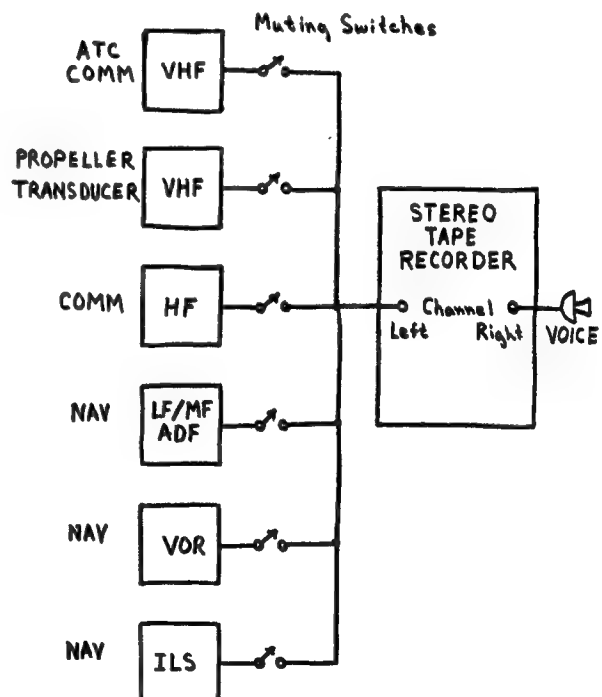 Muting Switches
ATC
COMM
VHF
PROPELLER
TRANSDUCER
VHF
COMM
HF
NAV
LF/MF
ADF
NAV
VOR
NAV
ILS
STEREO
TAPE
RECORDER
Channel
Left Right
VOICE